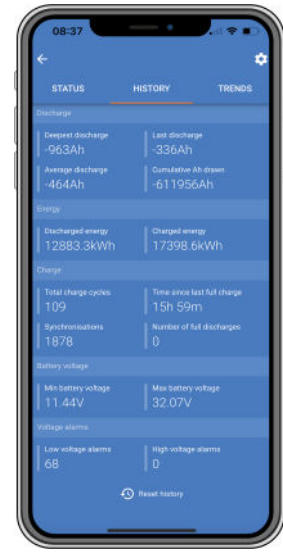 08:37
STATUS HISTORY TRENDS
Discharge
Deepest discharge Last discharge
-963Ah -336Ah
Average discharge Cumulative Ah drawn
-464Ah -611956Ah
Energy
Discharged energy Charged energy
12883.3kWh 17398.6kWh
Charge
Total charge cycles Time since last full charge
109 15h 59m
Synchronisations Number of full discharges
1878 0
Battery voltage
Min battery voltage Max battery voltage
11.44V 32.07V
Voltage alarms
Low voltage alarms High voltage alarms
68 0
Reset history